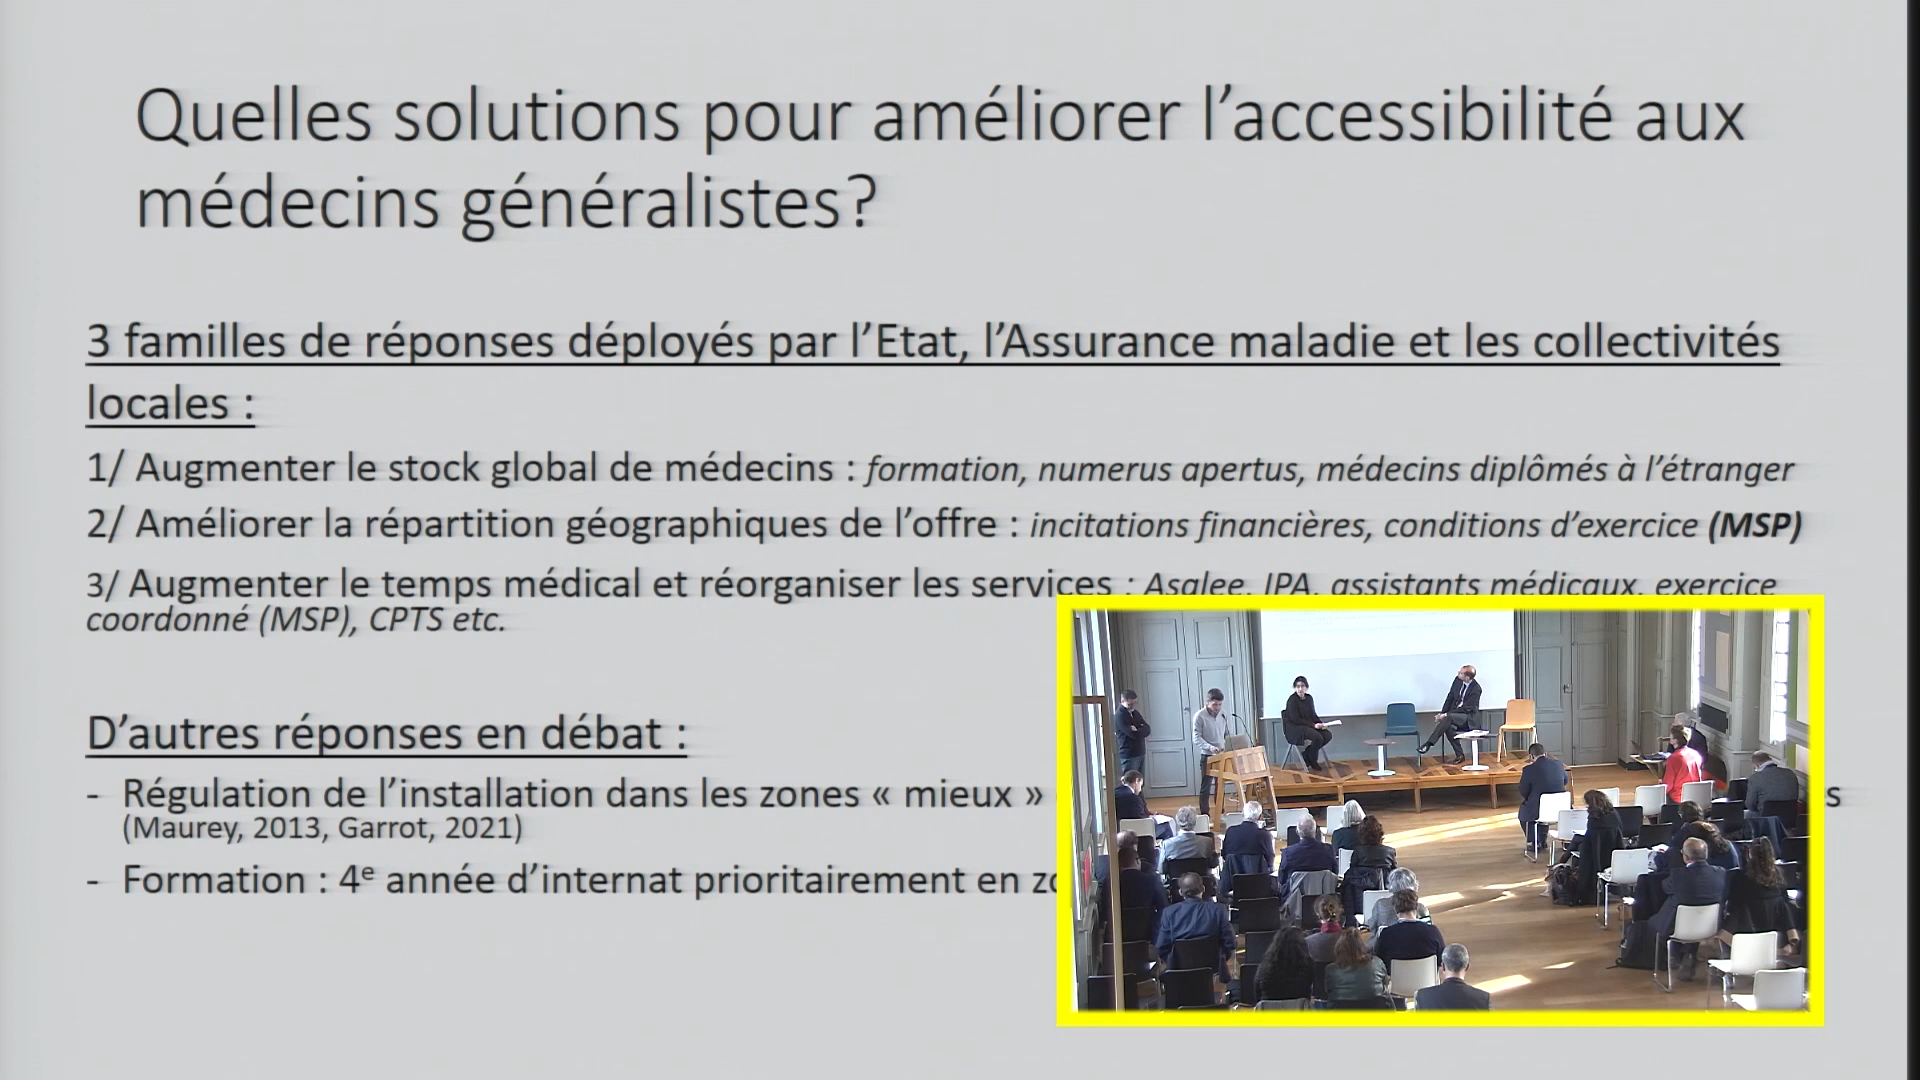 Quelles solutions pour améliorer l’accessibilité aux
médecins généralistes?
3 familles de réponses déployés par l’Etat, l’Assurance maladie et les collectivités
locales :
1/ Augmenter le stock global de médecins : formation, numerus apertus, médecins diplômés à l’étranger
2/ Améliorer la répartition géographiques de l’offre : incitations financières, conditions d’exercice (MSP)
3/ Augmenter le temps médical et réorganiser les services : Asalee, IPA, assistants médicaux, exercice
coordonné (MSP), CPTS etc.
D’autres réponses en débat :
- Régulation de l’installation dans les zones « mieux »
(Maurey, 2013, Garrot, 2021)
- Formation : 4e année d’internat prioritairement en